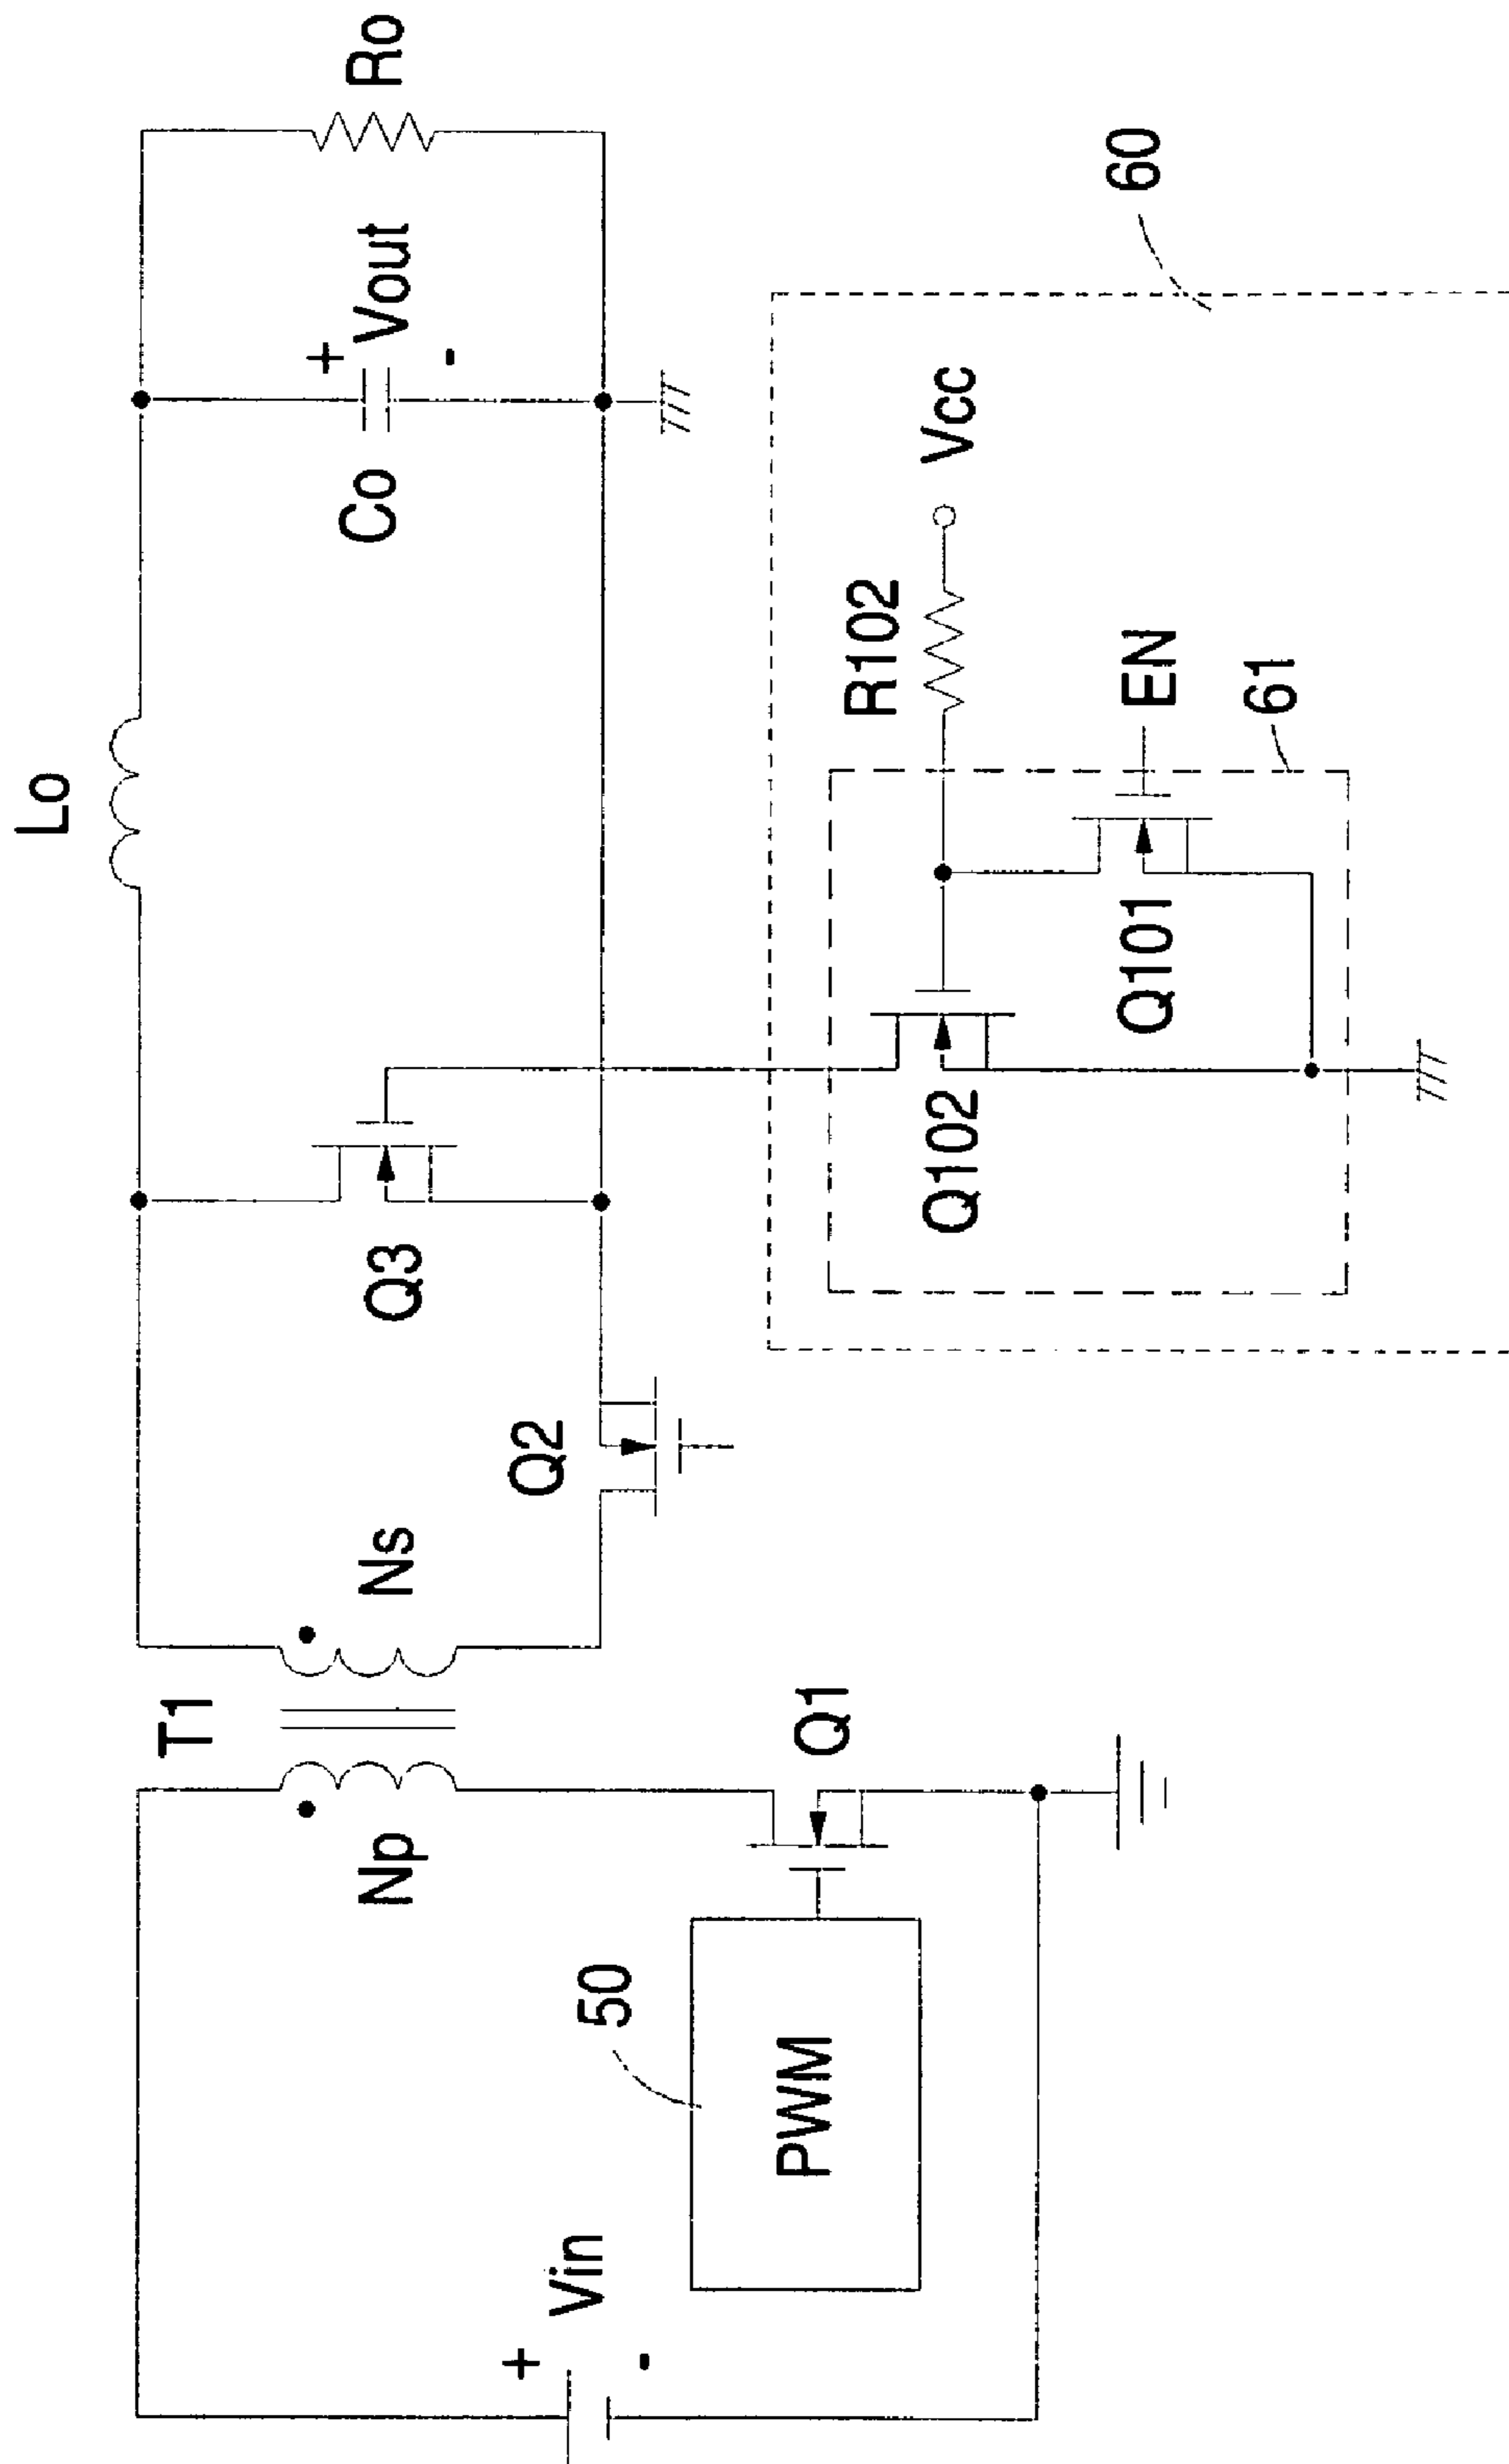 Lo
T1
Np
Ns
Q3
Co
+
Vout
-
Ro
Q2
+
Vin
-
50
PWM
Q1
R102
Vcc
Q102
Q101
EN
61
60